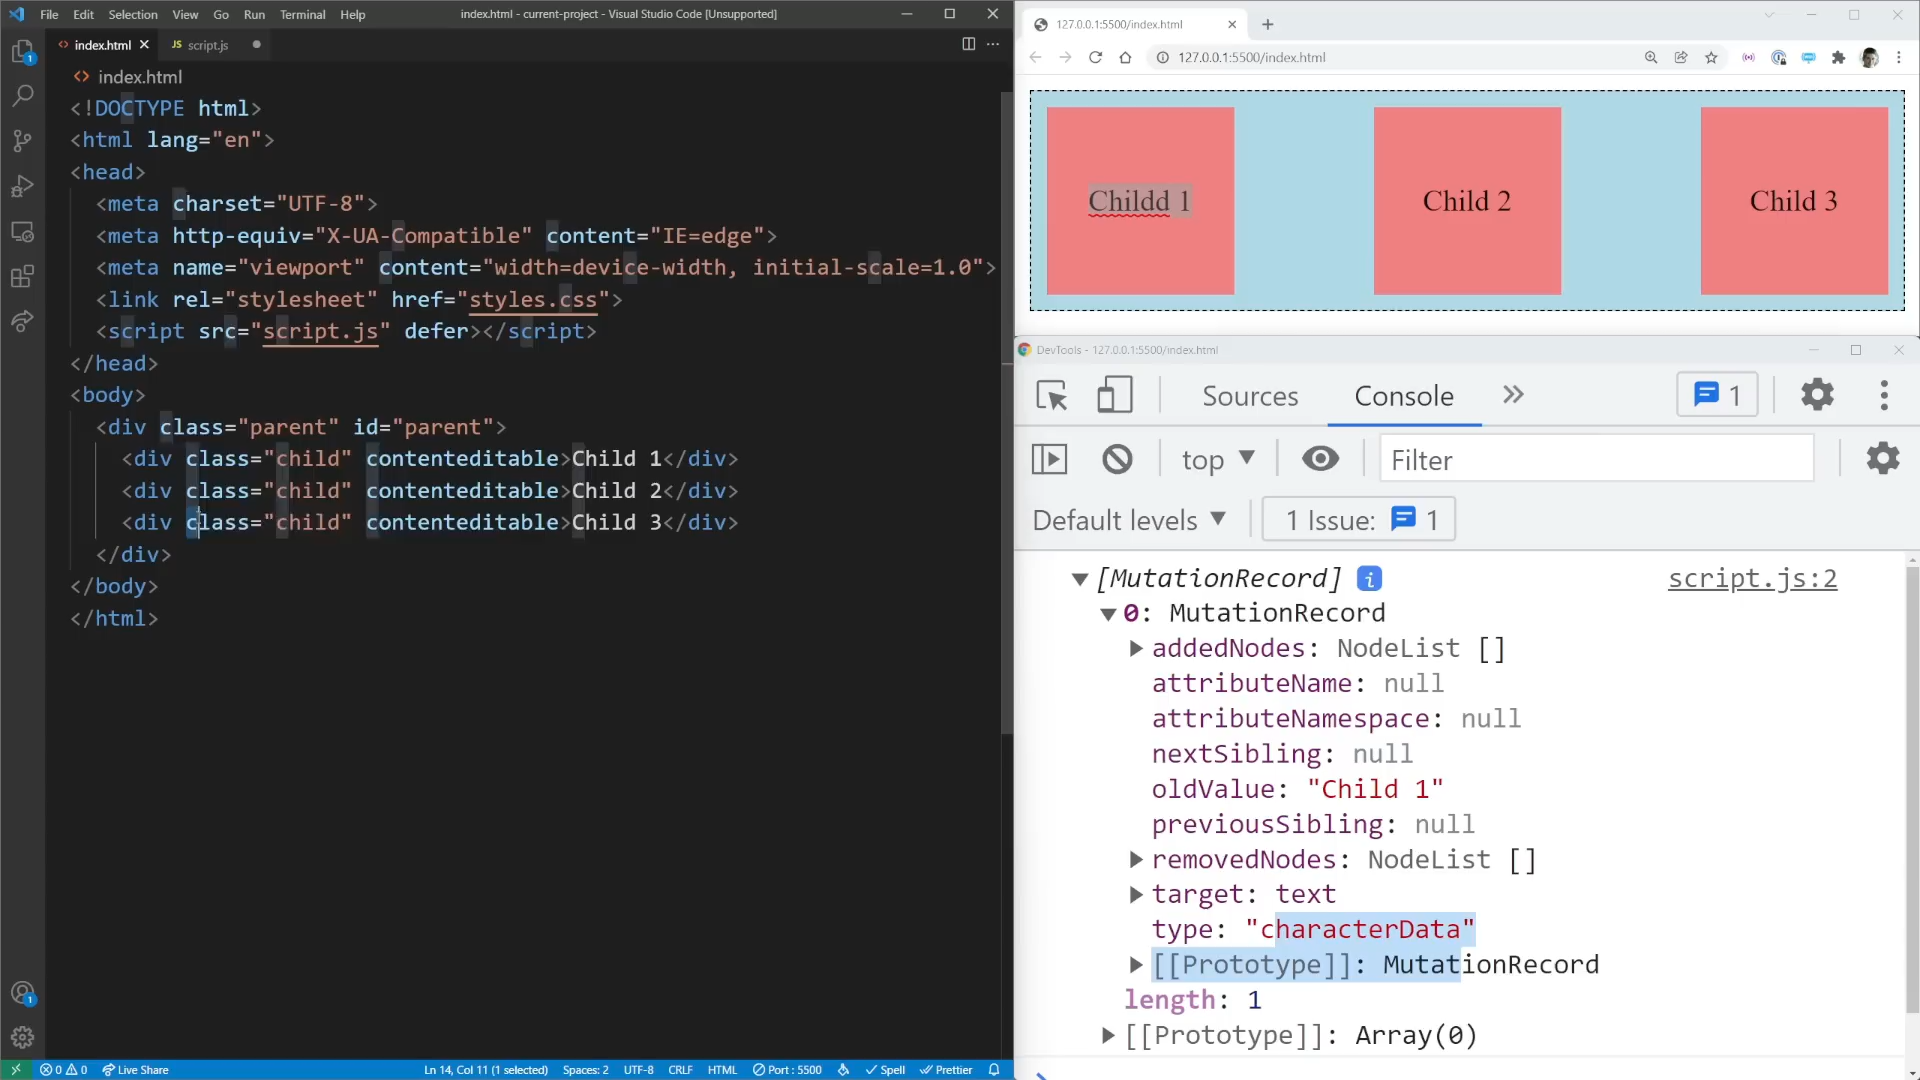 File Edit Selection View Go Run Terminal Help
index.html - current-project - Visual Studio Code [Unsupported]
index.html
JS script.js
index.html
<!DOCTYPE html>
<html lang="en">
<head>
<meta charset="UTF-8">
<meta http-equiv="X-UA-Compatible" content="IE=edge">
<meta name="viewport" content="width=device-width, initial-scale=1.0">
<link rel="stylesheet" href="styles.css">
<script src="script.js" defer></script>
</head>
<body>
<div class="parent" id="parent">
<div class="child" contenteditable>Child 1</div>
<div class="child" contenteditable>Child 2</div>
<div class="child" contenteditable>Child 3</div>
</div>
</body>
</html>
1
1
0 0 Live Share
Ln 14, Col 11 (1 selected) Spaces: 2 UTF-8 CRLF HTML Port : 5500 Spell Prettier
127.0.0.1:5500/index.html
127.0.0.1:5500/index.html
Childd 1
Child 2
Child 3
DevTools - 127.0.0.1:5500/index.html
Sources Console 1
top Filter
Default levels 1 Issue: 1
[MutationRecord] i script.js:2
0: MutationRecord
addedNodes: NodeList []
attributeName: null
attributeNamespace: null
nextSibling: null
oldValue: "Child 1"
previousSibling: null
removedNodes: NodeList []
target: text
type: "characterData"
[[Prototype]]: MutationRecord
length: 1
[[Prototype]]: Array(0)